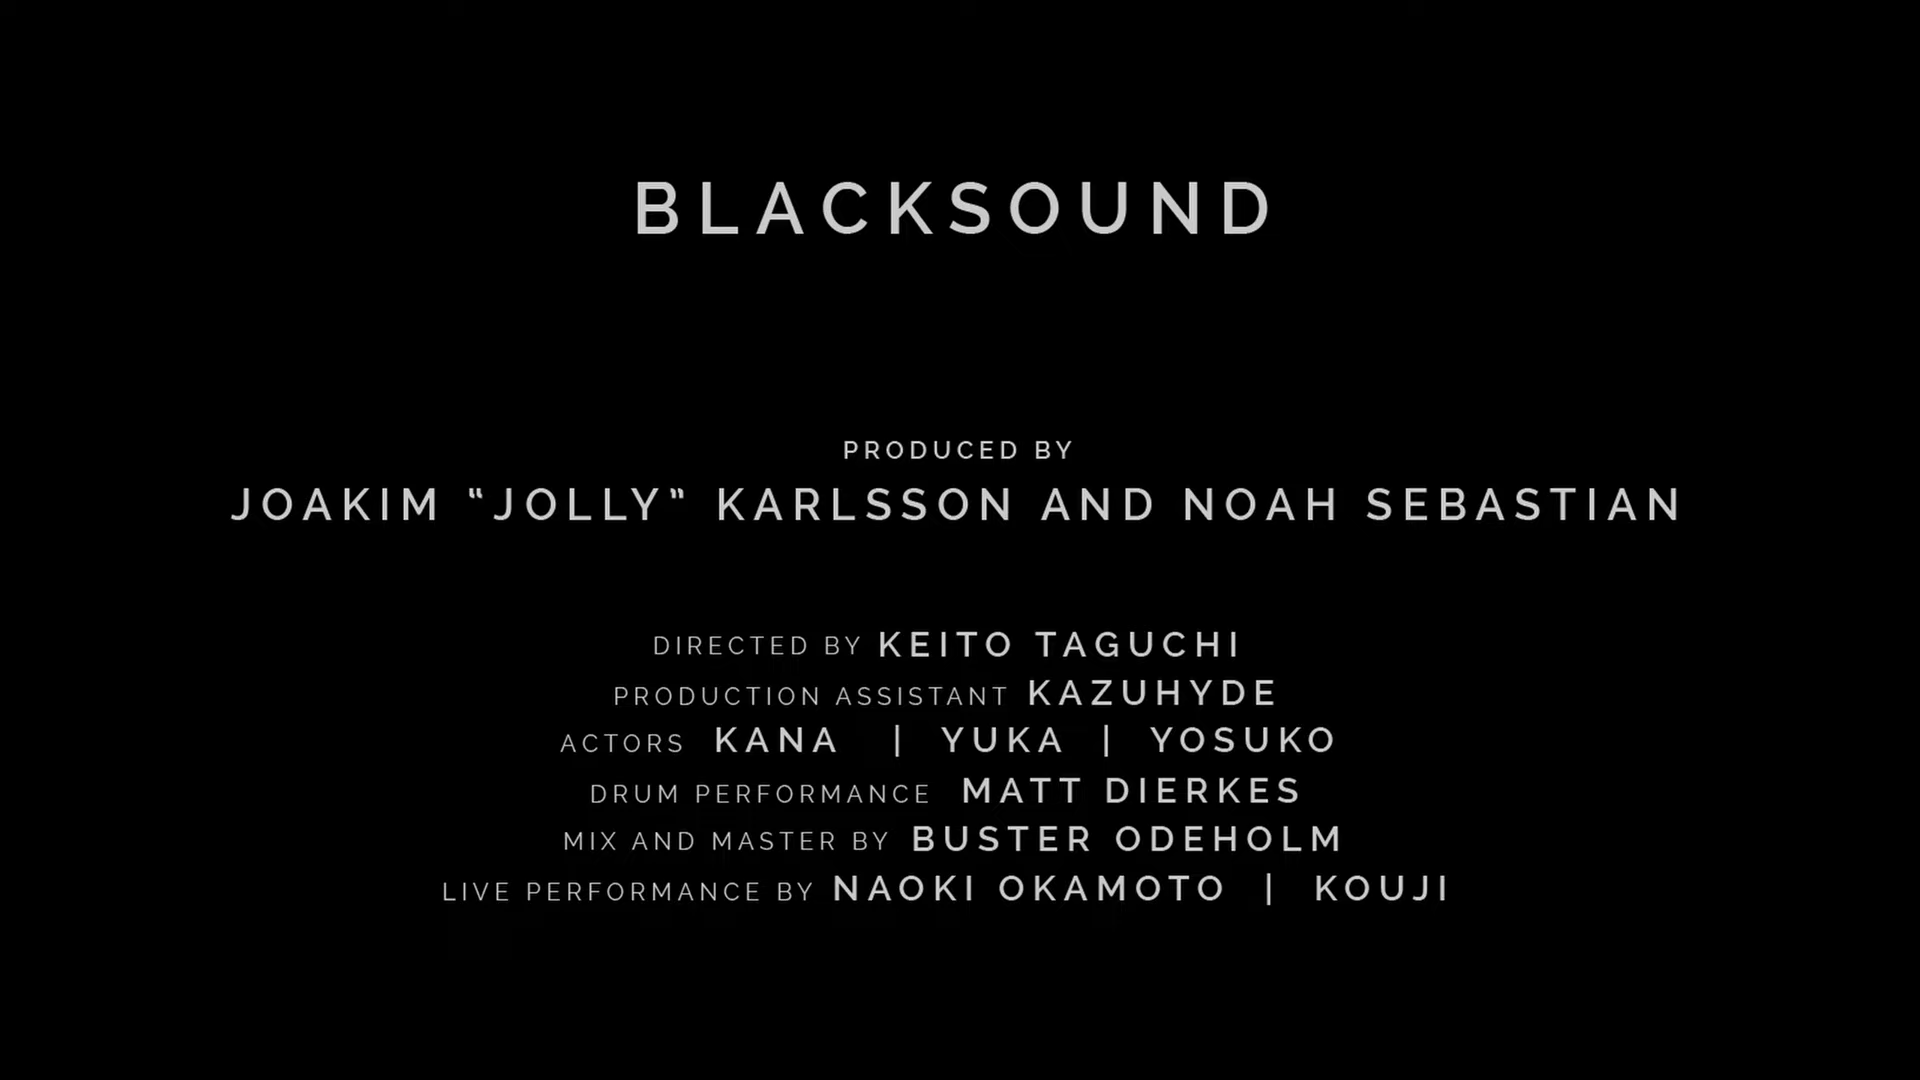 BLACKSOUND
PRODUCED BY
JOAKIM “JOLLY” KARLSSON AND NOAH SEBASTIAN
DIRECTED BY KEITO TAGUCHI
PRODUCTION ASSISTANT KAZUHYDE
ACTORS KANA | YUKA | YOSUKO
DRUM PERFORMANCE MATT DIERKES
MIX AND MASTER BY BUSTER ODEHOLM
LIVE PERFORMANCE BY NAOKI OKAMOTO | KOUJI